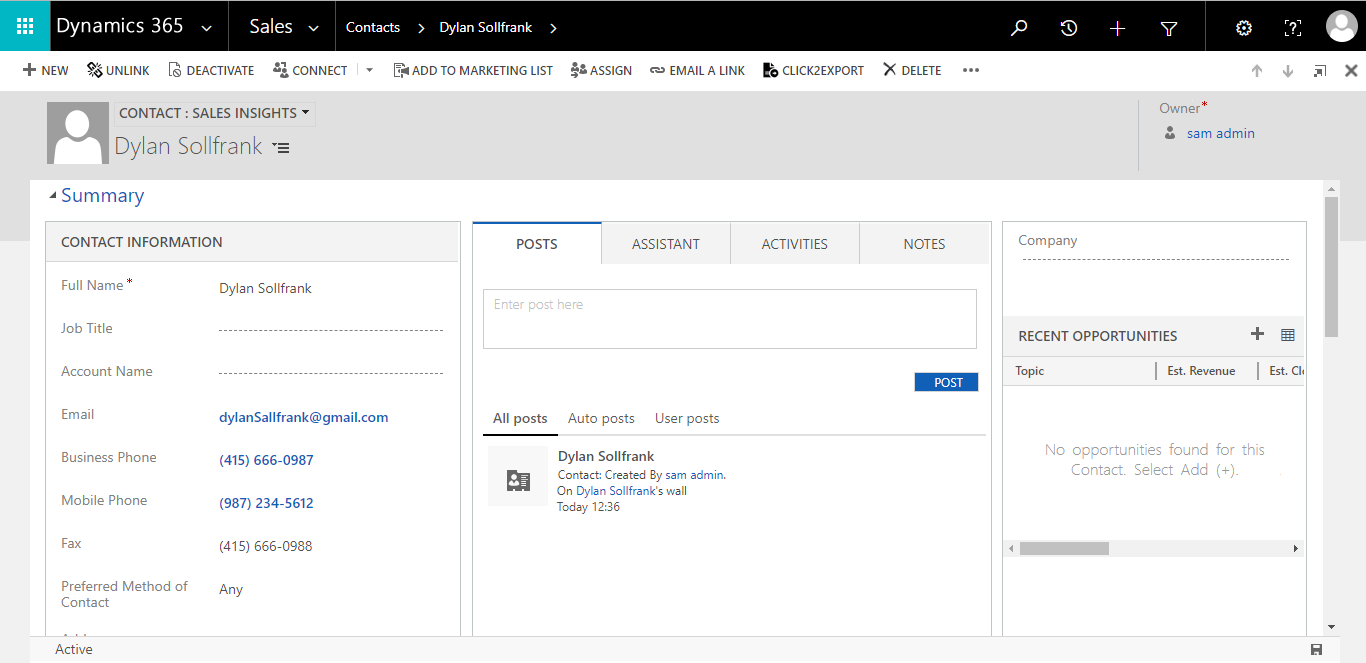 Dynamics 365
Sales
Contacts
Dylan Sollfrank
NEW
UNLINK
DEACTIVATE
CONNECT
ADD TO MARKETING LIST
ASSIGN
EMAIL A LINK
CLICK2EXPORT
DELETE
CONTACT : SALES INSIGHTS
Dylan Sollfrank
Owner*
sam admin
Summary
CONTACT INFORMATION
Full Name *
Dylan Sollfrank
Job Title
Account Name
Email
dylanSallfrank@gmail.com
Business Phone
(415) 666-0987
Mobile Phone
(987) 234-5612
Fax
(415) 666-0988
Preferred Method of
Contact
Any
POSTS
ASSISTANT
ACTIVITIES
NOTES
Enter post here
POST
All posts
Auto posts
User posts
Dylan Sollfrank
Contact: Created By sam admin.
On Dylan Sollfrank's wall
Today 12:36
Company
RECENT OPPORTUNITIES
Topic
Est. Revenue
Est. Cl
No opportunities found for this
Contact. Select Add (+).
Active